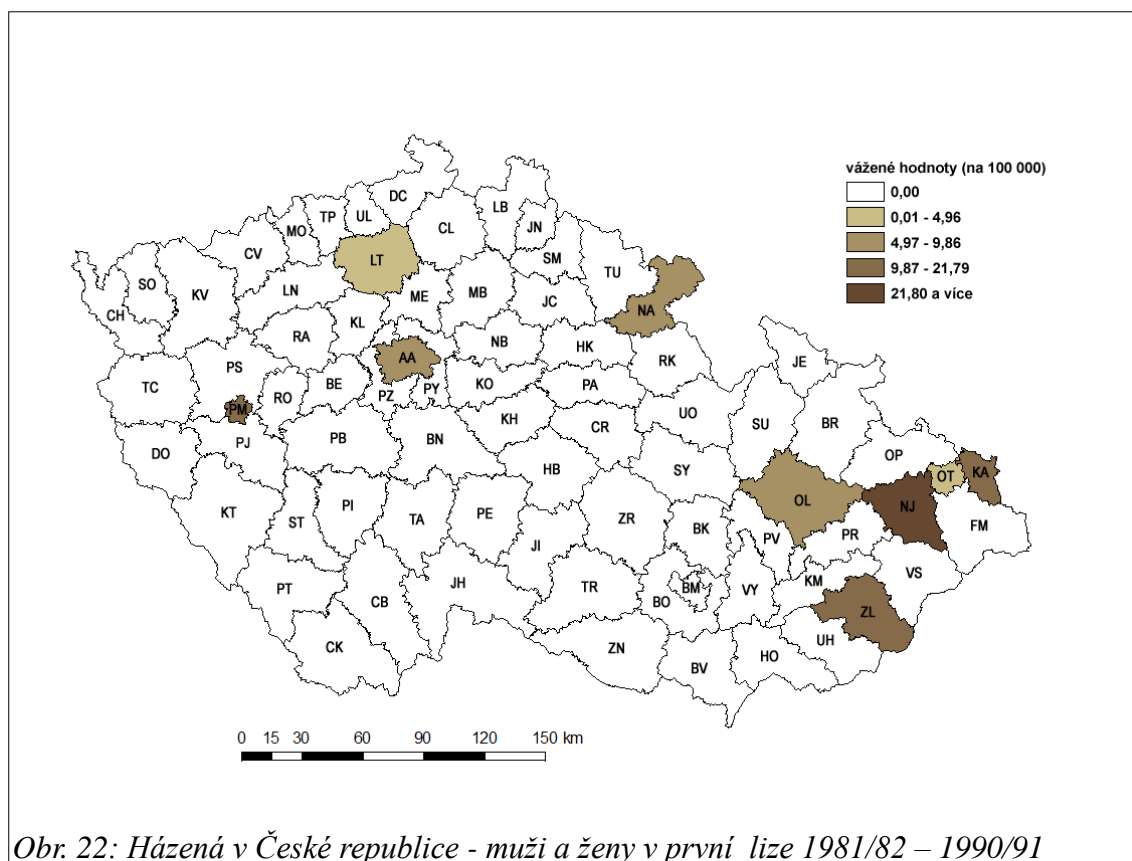 vážené hodnoty (na 100 000)
0,00
0,01 - 4,96
4,97 - 9,86
9,87 - 21,79
21,80 a více
DC
LB
TP
UL
MO
JN
CL
CV
SM
LT
TU
SO
LN
ME
MB
JC
KV
CH
NA
KL
RA
NB
HK
AA
RK
JE
PS
TC
RO
BE
PZ
PY
KO
PA
PM
UO
SU
BR
KH
CR
PJ
PB
BN
DO
OP
HB
SY
OT
KA
OL
NJ
KT
ST
PI
TA
PE
ZR
BK
FM
PV
PR
JI
VS
PT
JH
TR
BM
BO
VY
KM
CB
ZL
UH
CK
ZN
BV
HO
0 15 30 60 90 120 150 km
Obr. 22: Házená v České republice - muži a ženy v první lize 1981/82 – 1990/91